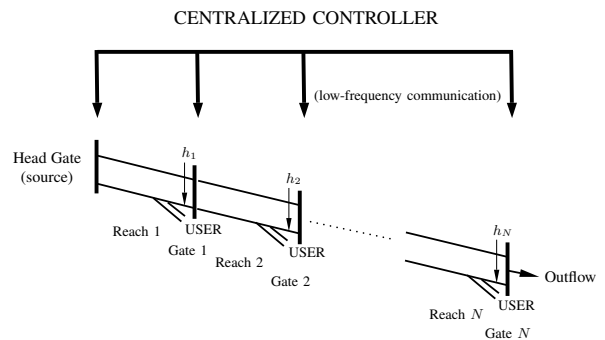 CENTRALIZED CONTROLLER
(low-frequency communication)
Head Gate
(source)
h₁
Reach 1
USER
Gate 1
h₂
Reach 2
USER
Gate 2
h_N
Outflow
Reach N
USER
Gate N